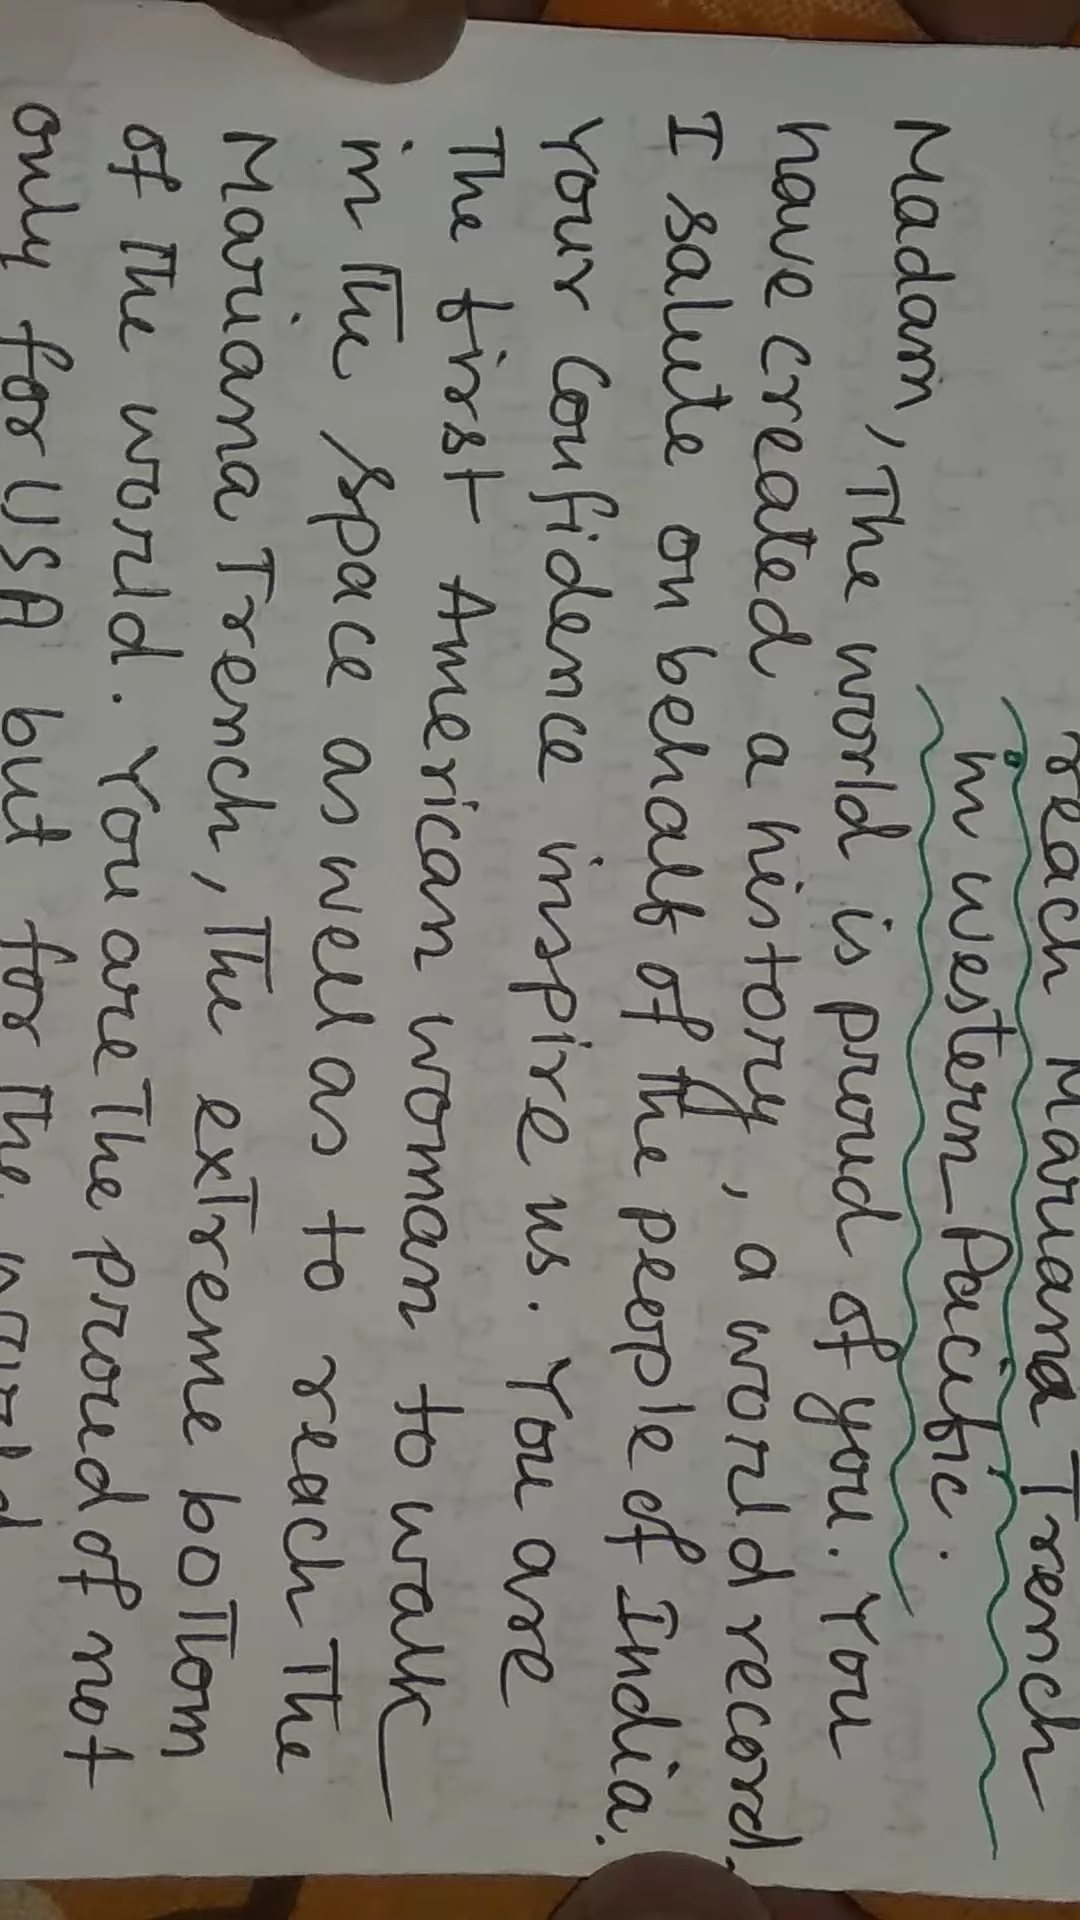 reach Mariana Trench
in western Pacific.
Madam, The world is proud of you. You
have created a history, a world record.
I salute on behalf of the people of India.
Your Confidence inspire us. You are
The first American woman to walk
in The space as well as to reach The
Mariana Trench, The extreme bottom
of The world. You are The proud of not
only for USA but for The world